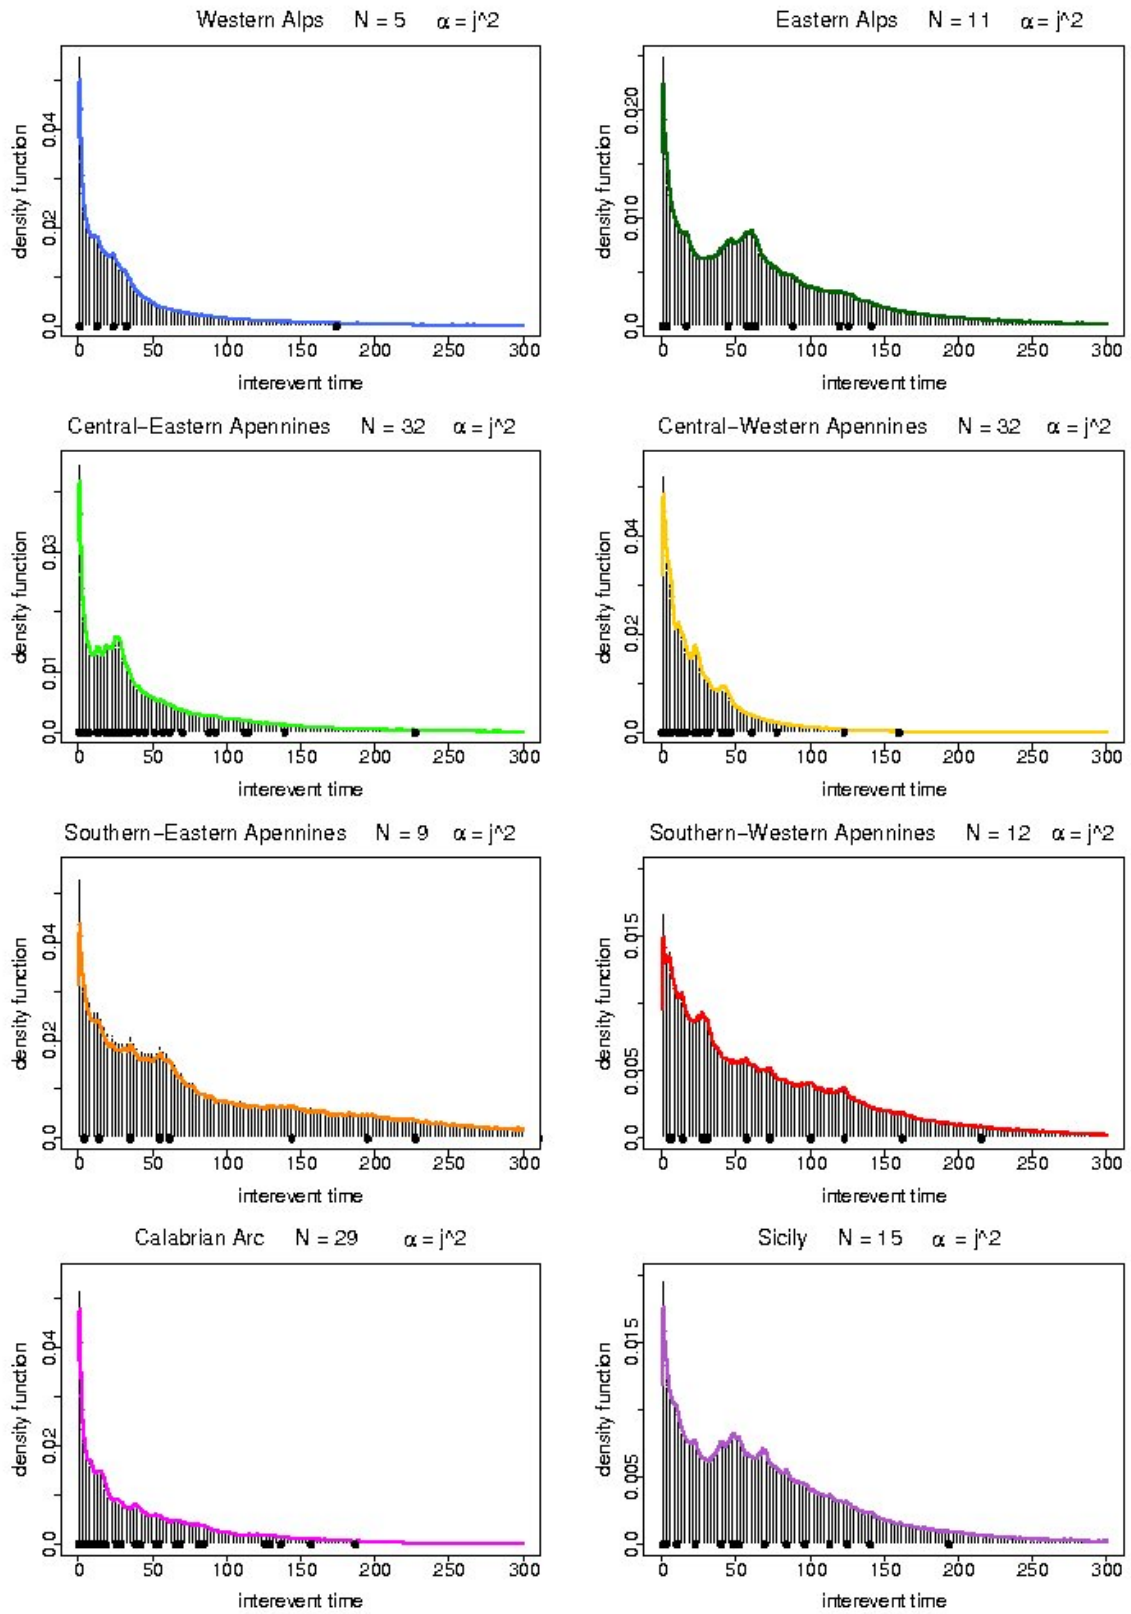 Western Alps N = 5 α = j^2
density function
0.0 0.02 0.04
0 50 100 150 200 250 300
interevent time
Eastern Alps N = 11 α = j^2
density function
0.0 0.010 0.020
0 50 100 150 200 250 300
interevent time
Central-Eastern Apennines N = 32 α = j^2
density function
0.0 0.01 0.03
0 50 100 150 200 250 300
interevent time
Central-Western Apennines N = 32 α = j^2
density function
0.0 0.02 0.04
0 50 100 150 200 250 300
interevent time
Southern-Eastern Apennines N = 9 α = j^2
density function
0.0 0.02 0.04
0 50 100 150 200 250 300
interevent time
Southern-Western Apennines N = 12 α = j^2
density function
0.0 0.005 0.015
0 50 100 150 200 250 300
interevent time
Calabrian Arc N = 29 α = j^2
density function
0.0 0.02 0.04
0 50 100 150 200 250 300
interevent time
Sicily N = 15 α = j^2
density function
0.0 0.005 0.015
0 50 100 150 200 250 300
interevent time